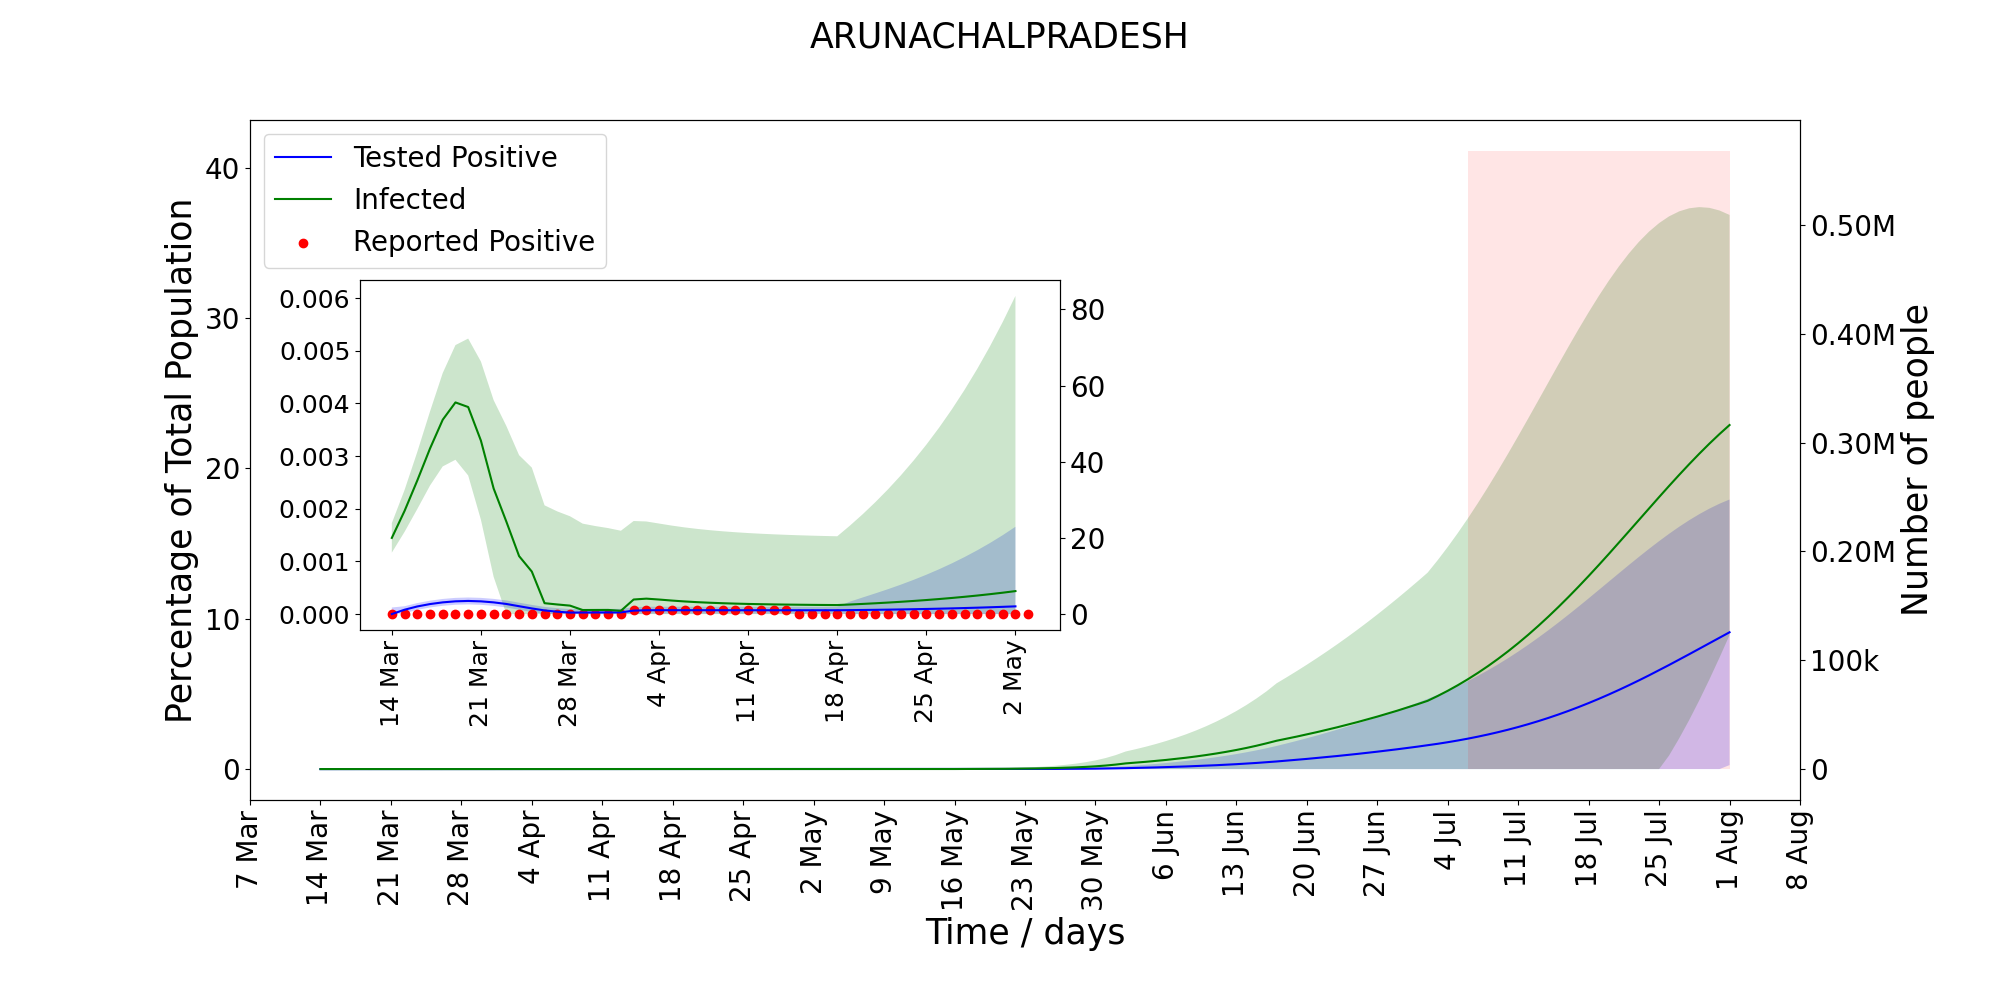 ARUNACHALPRADESH
Tested Positive
Infected
Reported Positive
Percentage of Total Population
40
30
20
10
0
0.006
0.005
0.004
0.003
0.002
0.001
0.000
80
60
40
20
0
14 Mar
21 Mar
28 Mar
4 Apr
11 Apr
18 Apr
25 Apr
2 May
0.50M
0.40M
0.30M
0.20M
100k
0
Number of people
7 Mar
14 Mar
21 Mar
28 Mar
4 Apr
11 Apr
18 Apr
25 Apr
2 May
9 May
16 May
23 May
30 May
6 Jun
13 Jun
20 Jun
27 Jun
4 Jul
11 Jul
18 Jul
25 Jul
1 Aug
8 Aug
Time / days